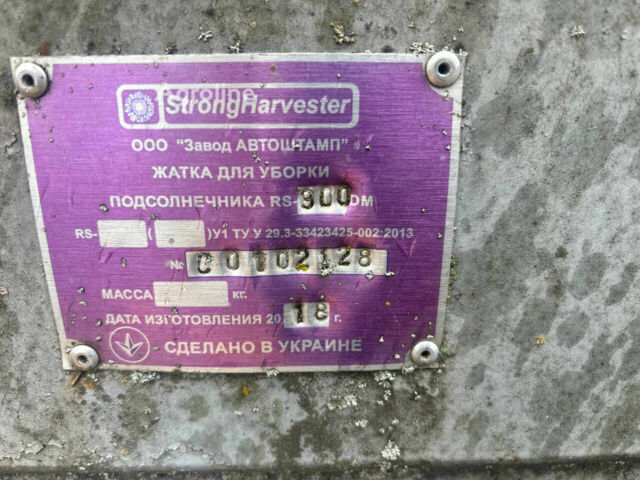 agroline
StrongHarvester
ООО "Завод АВТОШТАМП"
ЖАТКА ДЛЯ УБОРКИ
ПОДСОЛНЕЧНИКА RS-900DM
RS- ( )У1 ТУ У 29.3-33423425-002:2013
№ C0102128
МАССА кг.
ДАТА ИЗГОТОВЛЕНИЯ 2018 г.
СДЕЛАНО В УКРАИНЕ